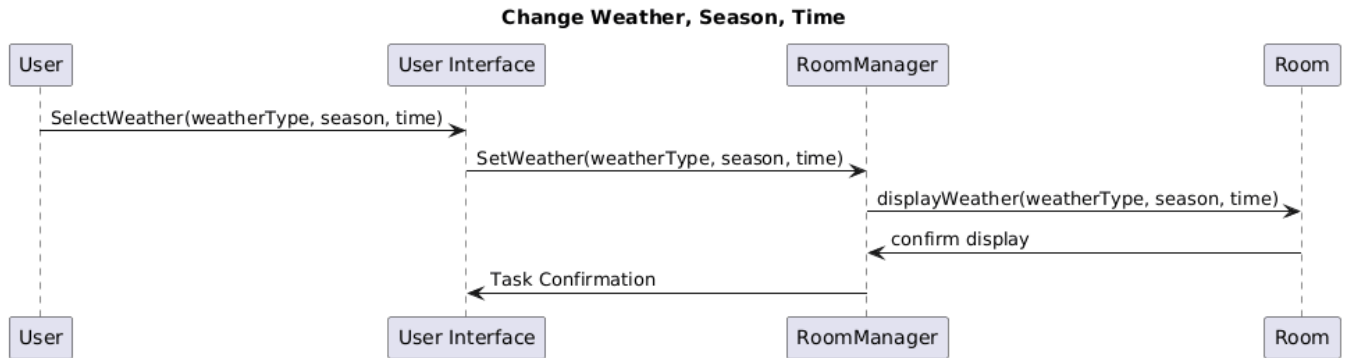 Change Weather, Season, Time
User User Interface RoomManager Room
SelectWeather(weatherType, season, time)
SetWeather(weatherType, season, time)
displayWeather(weatherType, season, time)
confirm display
Task Confirmation
User User Interface RoomManager Room